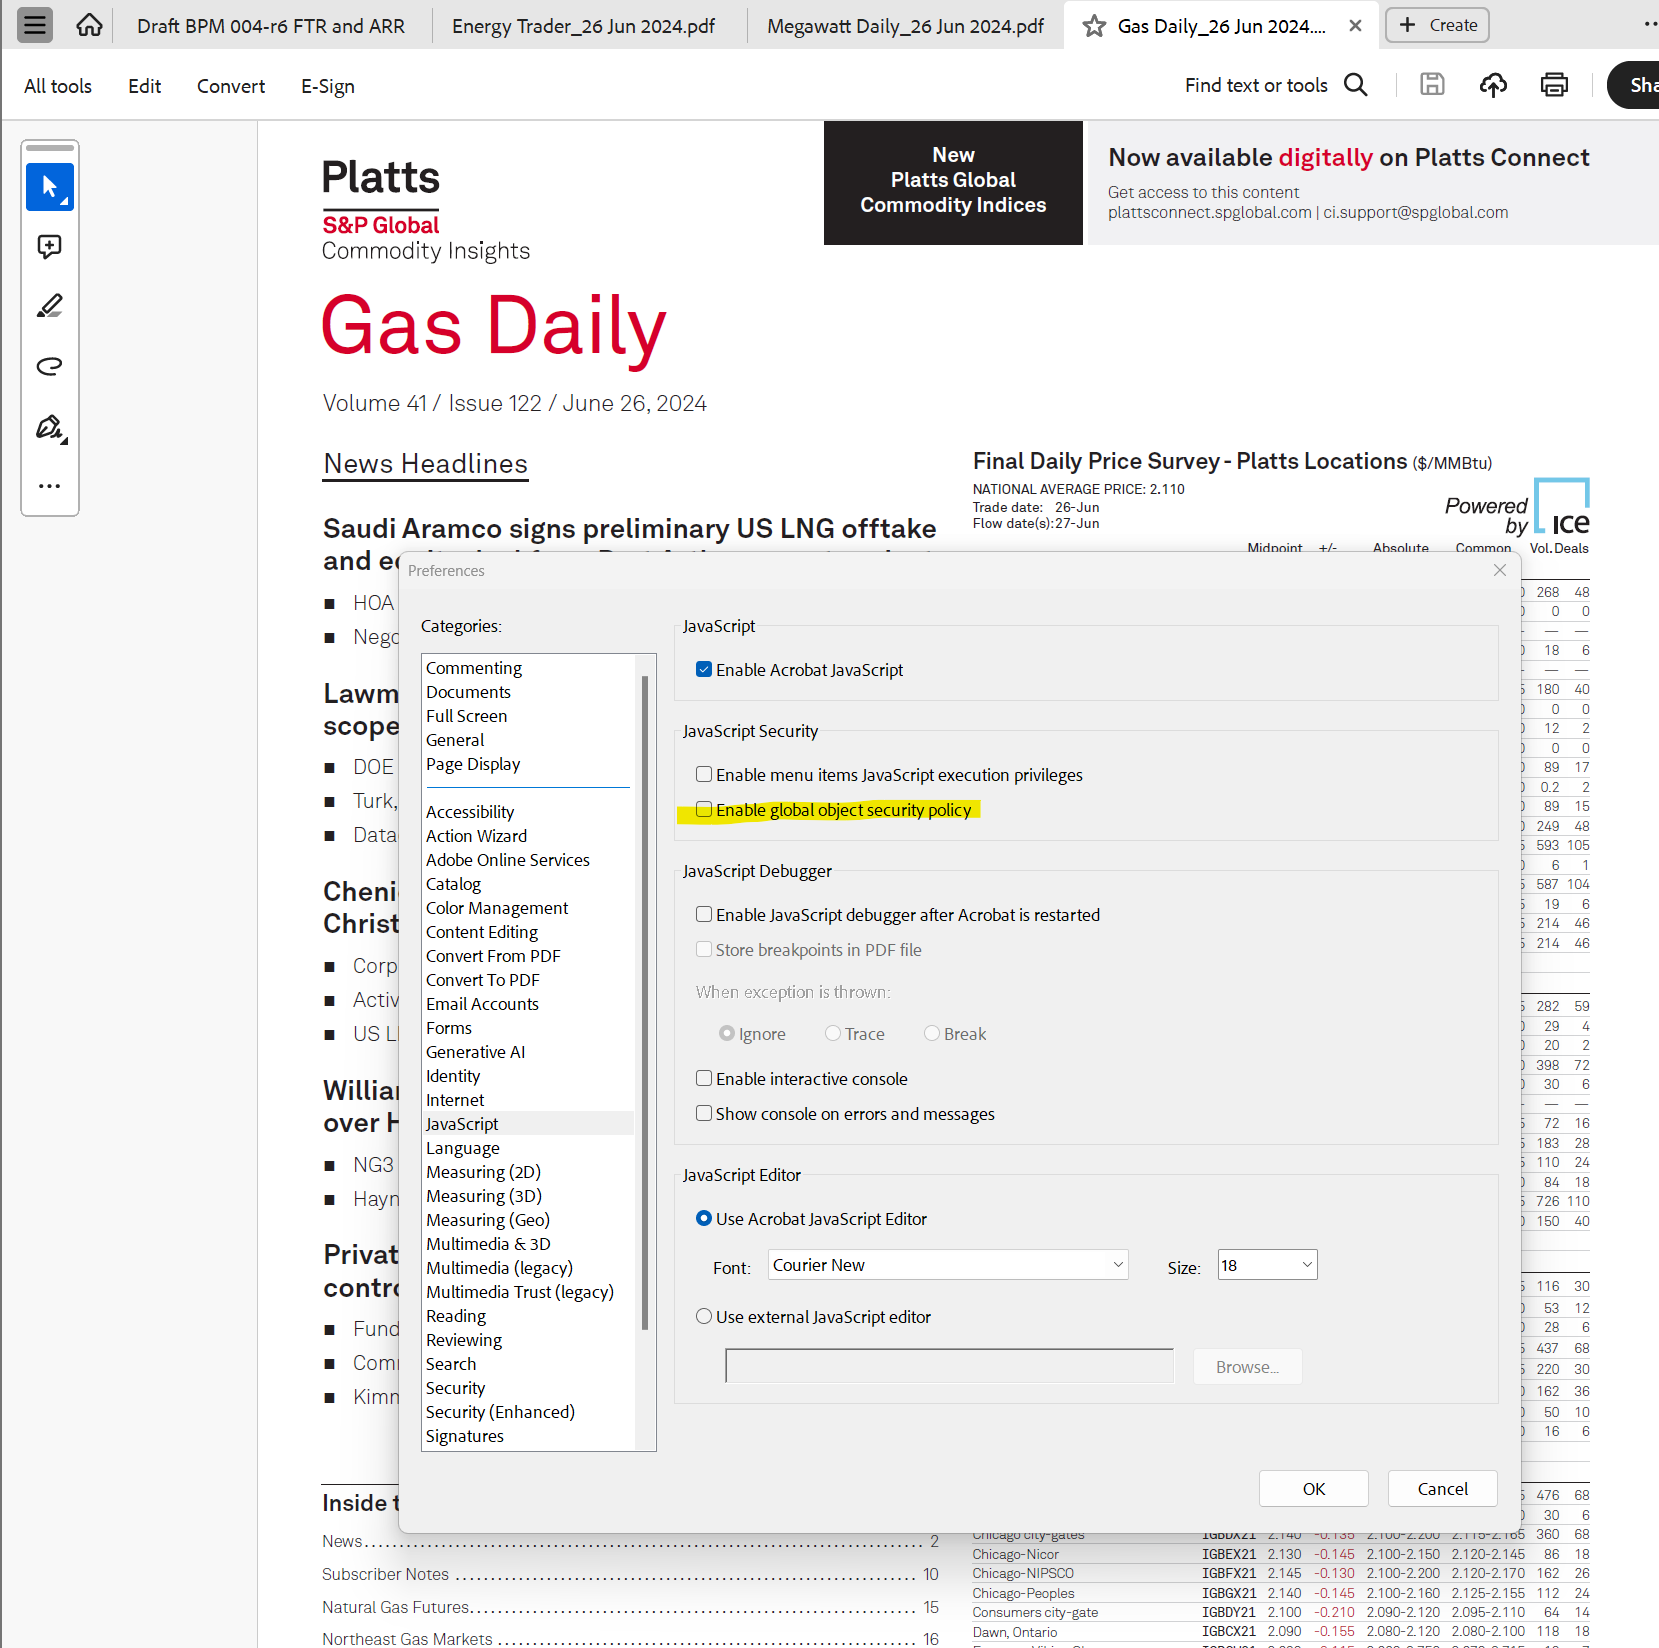 Draft BPM 004-r6 FTR and ARR
Energy Trader_26 Jun 2024.pdf
Megawatt Daily_26 Jun 2024.pdf
Gas Daily_26 Jun 2024....
Create
All tools
Edit
Convert
E-Sign
Find text or tools
Sha
Platts
S&P Global
Commodity Insights
New
Platts Global
Commodity Indices
Now available digitally on Platts Connect
Get access to this content
plattsconnect.spglobal.com | ci.support@spglobal.com
Gas Daily
Volume 41 / Issue 122 / June 26, 2024
News Headlines
Saudi Aramco signs preliminary US LNG offtake
and
HOA
Lawm
scope
DOE
Turk,
Data
Cheni
Christ
Corp
Activ
US L
Willia
over H
NG3
Hayn
Privat
contro
Fund
Com
Kimm
Inside t
News 2
Subscriber Notes 10
Natural Gas Futures 15
Northeast Gas Markets 16
Final Daily Price Survey - Platts Locations ($/MMBtu)
NATIONAL AVERAGE PRICE: 2.110
Trade date: 26-Jun
Flow date(s): 27-Jun
Powered
by ICE
Midpoint +/- Absolute Common Vol. Deals
268 48
0 0
— —
18 6
— —
180 40
0 0
12 2
0 0
89 17
0.2 2
89 15
249 48
593 105
6 1
587 104
19 6
214 46
214 46
282 59
29 4
20 2
398 72
30 6
— —
72 16
183 28
110 24
84 18
726 110
150 40
116 30
53 12
28 6
437 68
220 30
162 36
50 10
16 6
476 68
30 6
Chicago city-gates IGBDX21 2.140 -0.135 2.100-2.200 2.115-2.165 360 68
Chicago-Nicor IGBEX21 2.130 -0.145 2.100-2.150 2.120-2.145 86 18
Chicago-NIPSCO IGBFX21 2.145 -0.130 2.100-2.200 2.120-2.170 162 26
Chicago-Peoples IGBGX21 2.140 -0.145 2.100-2.160 2.125-2.155 112 24
Consumers city-gate IGBDY21 2.100 -0.210 2.090-2.120 2.095-2.110 64 14
Dawn, Ontario IGBCX21 2.090 -0.155 2.080-2.120 2.080-2.100 118 18
Preferences
Categories:
Commenting
Documents
Full Screen
General
Page Display
Accessibility
Action Wizard
Adobe Online Services
Catalog
Color Management
Content Editing
Convert From PDF
Convert To PDF
Email Accounts
Forms
Generative AI
Identity
Internet
JavaScript
Language
Measuring (2D)
Measuring (3D)
Measuring (Geo)
Multimedia & 3D
Multimedia (legacy)
Multimedia Trust (legacy)
Reading
Reviewing
Search
Security
Security (Enhanced)
Signatures
JavaScript
Enable Acrobat JavaScript
JavaScript Security
Enable menu items JavaScript execution privileges
Enable global object security policy
JavaScript Debugger
Enable JavaScript debugger after Acrobat is restarted
Store breakpoints in PDF file
When exception is thrown:
Ignore
Trace
Break
Enable interactive console
Show console on errors and messages
JavaScript Editor
Use Acrobat JavaScript Editor
Font: Courier New
Size: 18
Use external JavaScript editor
Browse...
OK
Cancel